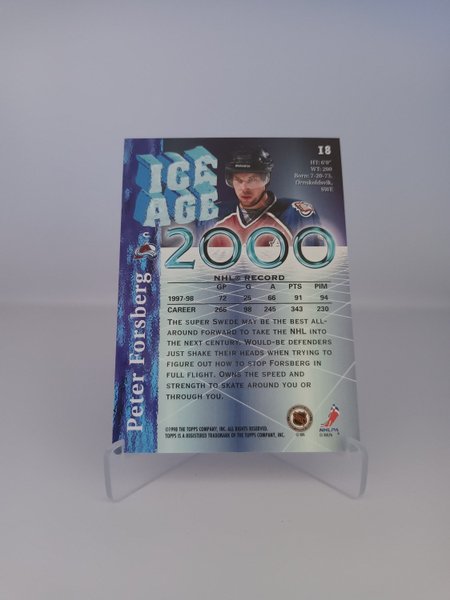 I8
HT: 6'0"
WT: 200
Born: 7-20-73,
Ornskoldsvik,
SWE
ICE
AGE
2000
Peter Forsberg
NHL® RECORD
GP G A PTS PIM
1997-98 72 25 66 91 94
CAREER 266 98 245 343 230
The super Swede may be the best all-
around forward to take the NHL into
the next century. Would-be defenders
just shake their heads when trying to
figure out how to stop Forsberg in
full flight. Owns the speed and
strength to skate around you or
through you.
©1998 THE TOPPS COMPANY, INC. ALL RIGHTS RESERVED.
TOPPS IS A REGISTERED TRADEMARK OF THE TOPPS COMPANY, INC.
NHL
NHLPA